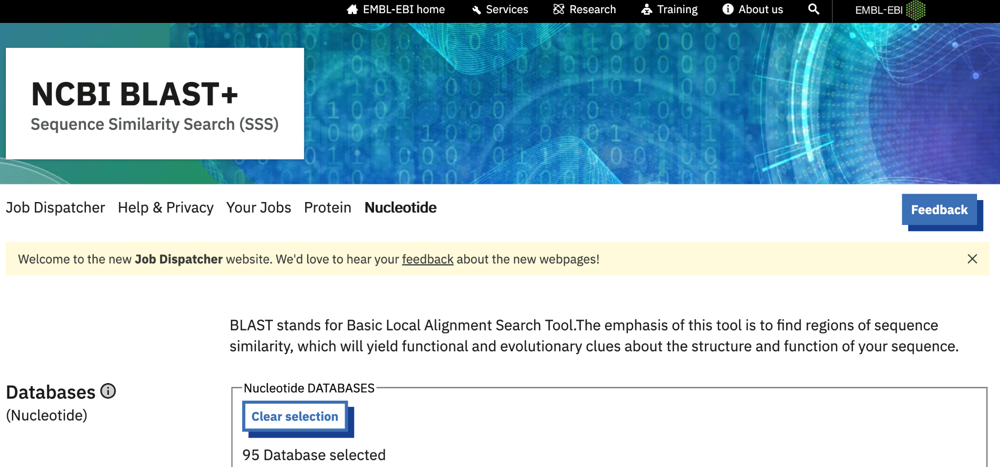 EMBL-EBI home Services Research Training About us EMBL-EBI
NCBI BLAST+
Sequence Similarity Search (SSS)
Job Dispatcher Help & Privacy Your Jobs Protein Nucleotide
Feedback
Welcome to the new Job Dispatcher website. We'd love to hear your feedback about the new webpages!
BLAST stands for Basic Local Alignment Search Tool.The emphasis of this tool is to find regions of sequence
similarity, which will yield functional and evolutionary clues about the structure and function of your sequence.
Databases
(Nucleotide)
Nucleotide DATABASES
Clear selection
95 Database selected